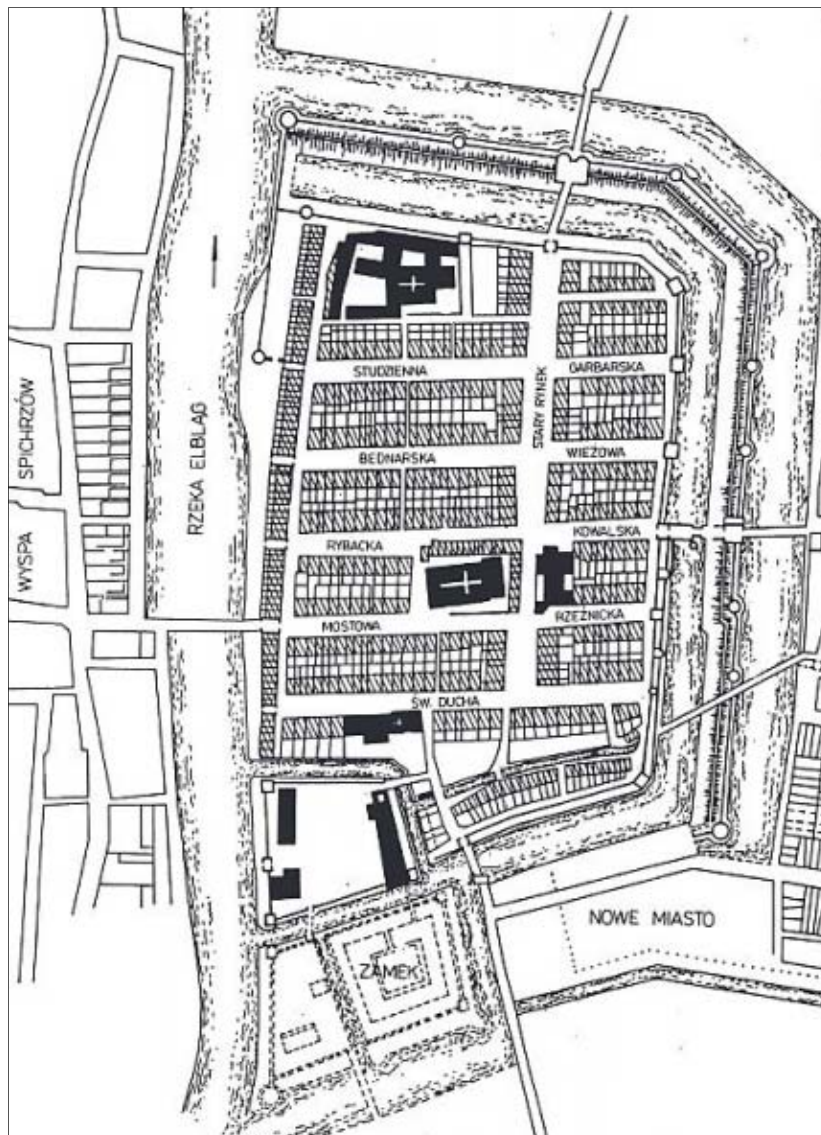 STUDZIENNA
GARBARSKA
STARY RYNEK
SPICHRZÓW
WYSPA
RZEKA ELBLĄG
BEDNARSKA
WIEŻOWA
RYBACKA
KOWALSKA
MOSTOWA
RZEŹNICKA
ŚW. DUCHA
NOWE MIASTO
ZAMEK